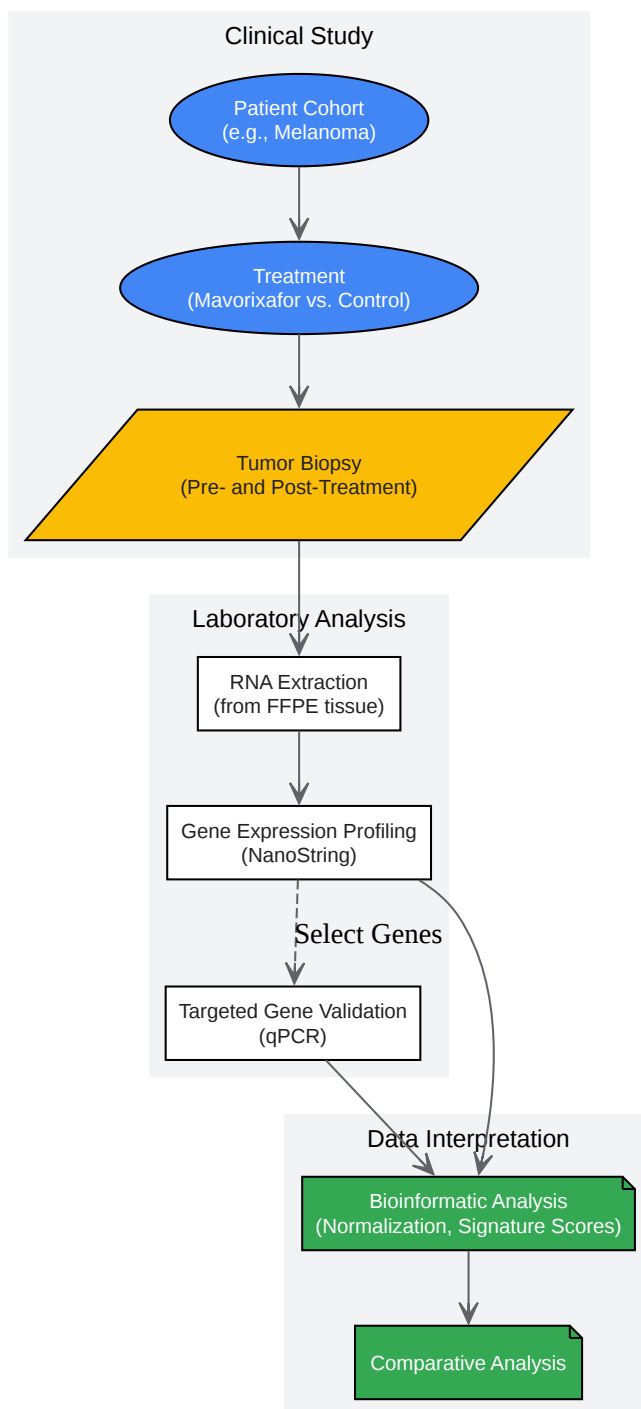 Clinical Study
Patient Cohort
(e.g., Melanoma)
Treatment
(Mavorixafor vs. Control)
Tumor Biopsy
(Pre- and Post-Treatment)
Laboratory Analysis
RNA Extraction
(from FFPE tissue)
Gene Expression Profiling
(NanoString)
Select Genes
Targeted Gene Validation
(qPCR)
Data Interpretation
Bioinformatic Analysis
(Normalization, Signature Scores)
Comparative Analysis